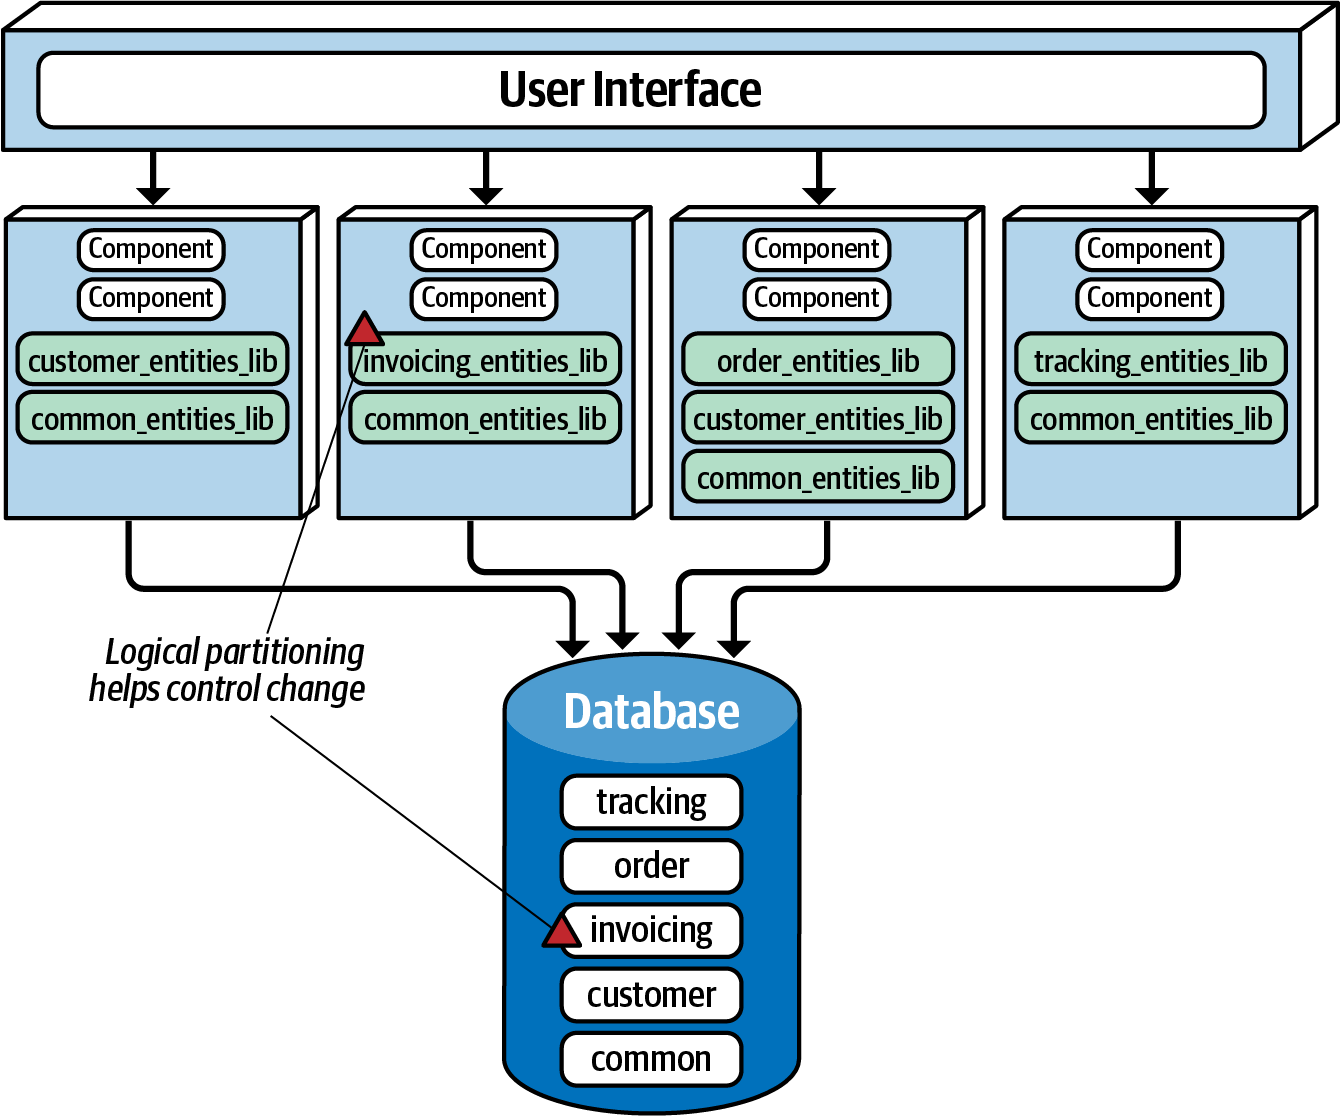 User Interface
Component
Component
customer_entities_lib
common_entities_lib
Component
Component
invoicing_entities_lib
common_entities_lib
Component
Component
order_entities_lib
customer_entities_lib
common_entities_lib
Component
Component
tracking_entities_lib
common_entities_lib
Logical partitioning
helps control change
Database
tracking
order
invoicing
customer
common